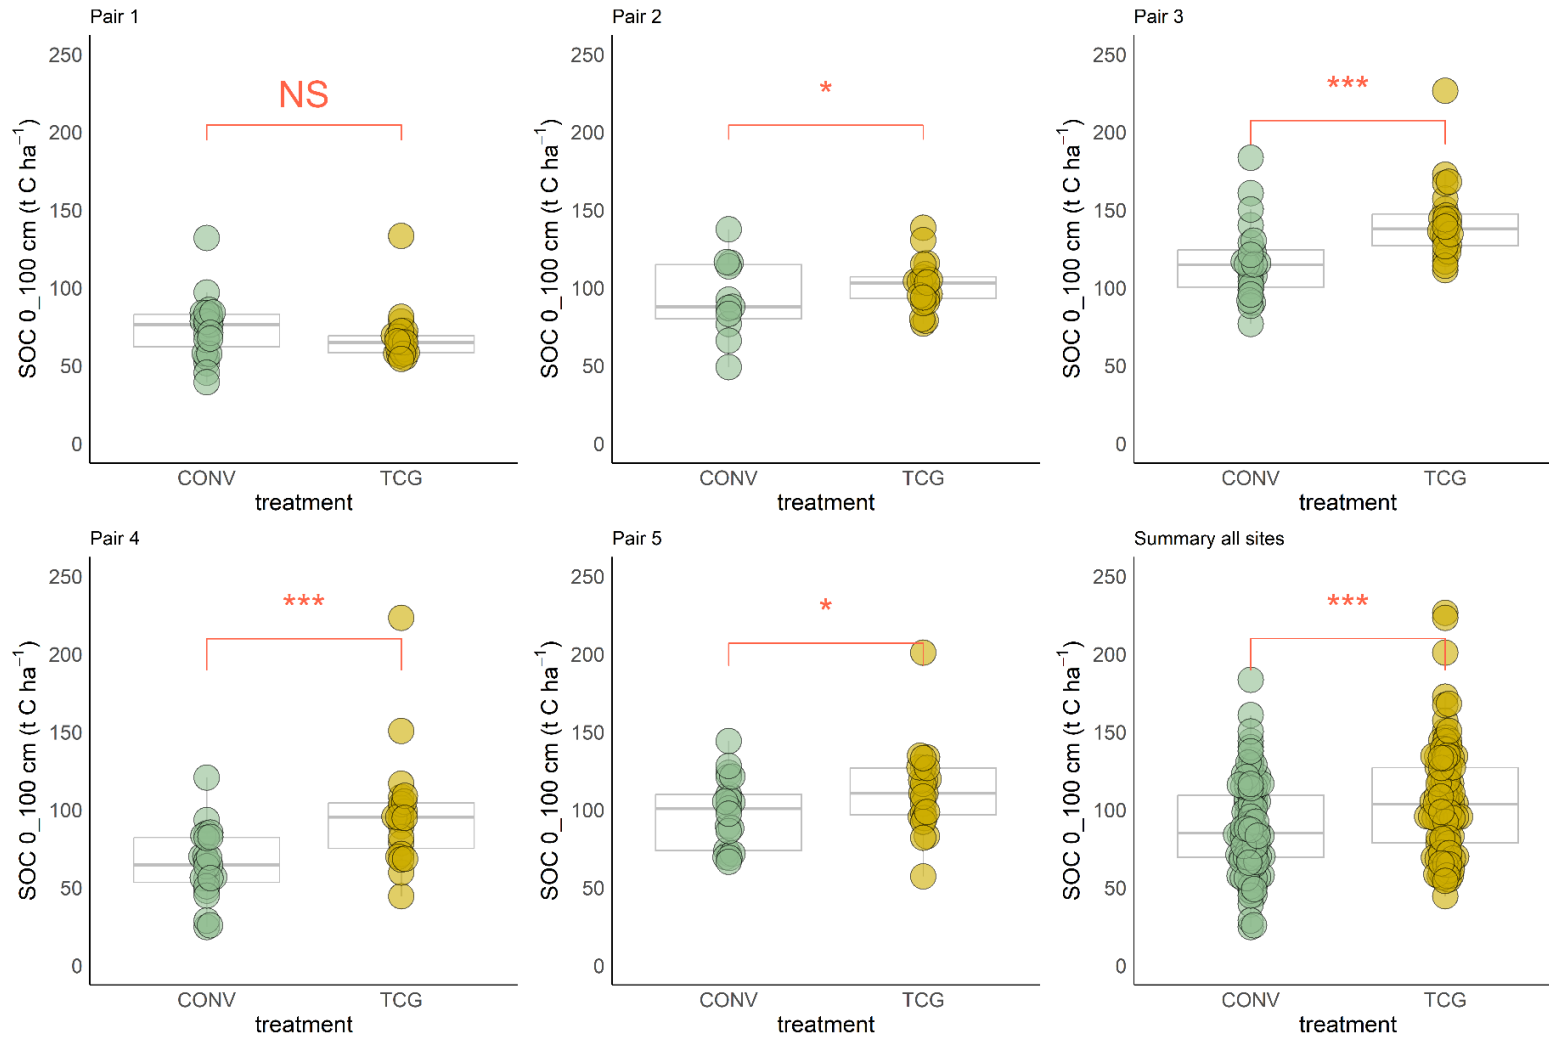 Pair 1
250
200
150
100
50
0
SOC 0_100 cm (t C ha⁻¹)
NS
CONV TCG
treatment
Pair 2
250
200
150
100
50
0
SOC 0_100 cm (t C ha⁻¹)
*
CONV TCG
treatment
Pair 3
250
200
150
100
50
0
SOC 0_100 cm (t C ha⁻¹)
***
CONV TCG
treatment
Pair 4
250
200
150
100
50
0
SOC 0_100 cm (t C ha⁻¹)
***
CONV TCG
treatment
Pair 5
250
200
150
100
50
0
SOC 0_100 cm (t C ha⁻¹)
*
CONV TCG
treatment
Summary all sites
250
200
150
100
50
0
SOC 0_100 cm (t C ha⁻¹)
***
CONV TCG
treatment